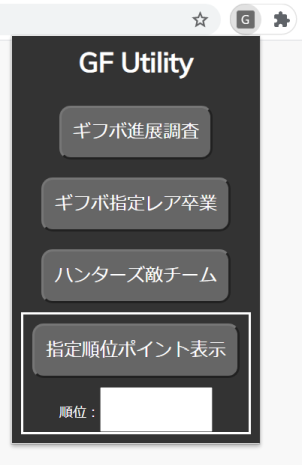 G
GF Utility
ギフボ進展調査
ギフボ指定レア卒業
ハンターズ敵チーム
指定順位ポイント表示
順位：